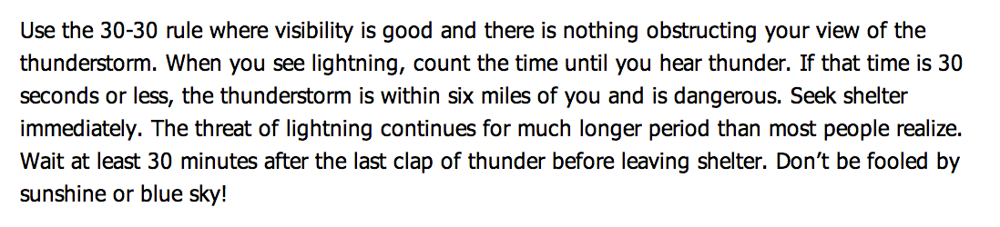 Use the 30-30 rule where visibility is good and there is nothing obstructing your view of the
thunderstorm. When you see lightning, count the time until you hear thunder. If that time is 30
seconds or less, the thunderstorm is within six miles of you and is dangerous. Seek shelter
immediately. The threat of lightning continues for much longer period than most people realize.
Wait at least 30 minutes after the last clap of thunder before leaving shelter. Don’t be fooled by
sunshine or blue sky!